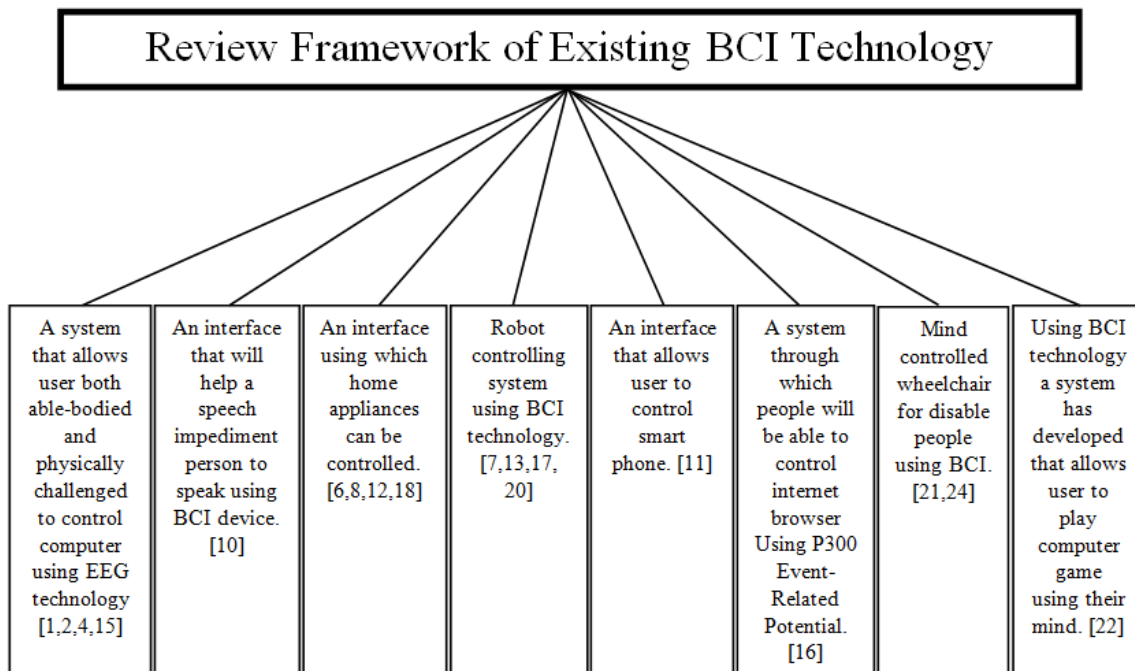 Review Framework of Existing BCI Technology
A system
that allows
user both
able-bodied
and
physically
challenged
to control
computer
using EEG
technology
[1,2,4,15]
An interface
that will
help a
speech
impediment
person to
speak using
BCI device.
[10]
An interface
using which
home
appliances
can be
controlled.
[6,8,12,18]
Robot
controlling
system
using BCI
technology.
[7,13,17,
20]
An interface
that allows
user to
control
smart
phone. [11]
A system
through
which
people will
be able to
control
internet
browser
Using P300
Event-
Related
Potential.
[16]
Mind
controlled
wheelchair
for disable
people
using BCI.
[21,24]
Using BCI
technology
a system
has
developed
that allows
user to
play
computer
game
using their
mind. [22]